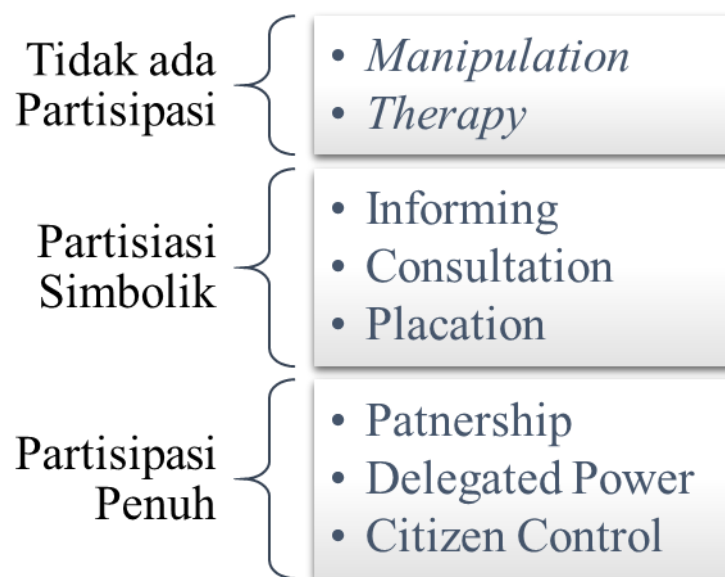 Tidak ada
Partisipasi
• Manipulation
• Therapy
Partisiasi
Simbolik
• Informing
• Consultation
• Placation
Partisipasi
Penuh
• Patnership
• Delegated Power
• Citizen Control